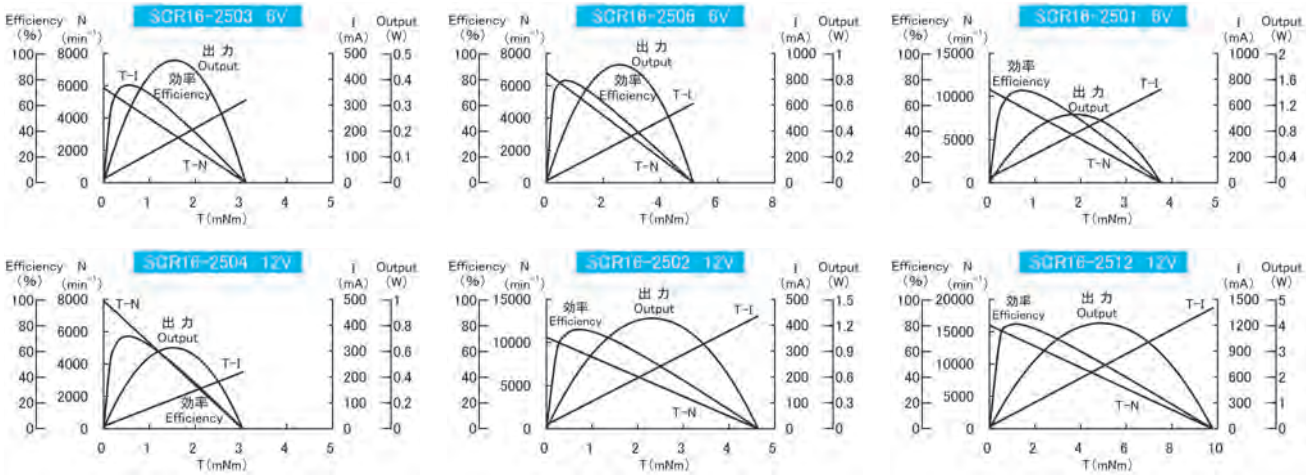 SCR16-2503 6V
Efficiency N I Output
(%) (min⁻¹) (mA) (W)
100 8000 500 0.5
80 6000 400 0.4
60 4000 300 0.3
40 2000 200 0.2
20 100 0.1
0 0 0 0
出力
Output
T-I
効率
Efficiency
T-N
0 1 2 3 4 5
T(mNm)
SCR16-2506 6V
Efficiency N I Output
(%) (min⁻¹) (mA) (W)
100 8000 1000 1
80 6000 800 0.8
60 4000 600 0.6
40 2000 400 0.4
20 200 0.2
0 0 0 0
出力
Output
効率
Efficiency
T-I
T-N
0 2 4 6 8
T(mNm)
SCR16-2501 6V
Efficiency N I Output
(%) (min⁻¹) (mA) (W)
100 15000 1000 2
80 10000 800 1.6
60 5000 600 1.2
40 400 0.8
20 200 0.4
0 0 0 0
効率
Efficiency
出力
Output
T-I
T-N
0 1 2 3 4 5
T(mNm)
SCR16-2504 12V
Efficiency N I Output
(%) (min⁻¹) (mA) (W)
100 8000 500 1
80 6000 400 0.8
60 4000 300 0.6
40 2000 200 0.4
20 100 0.2
0 0 0 0
T-N
出力
Output
T-I
効率
Efficiency
0 1 2 3 4 5
T(mNm)
SCR16-2502 12V
Efficiency N I Output
(%) (min⁻¹) (mA) (W)
100 15000 500 1.5
80 10000 400 1.2
60 5000 300 0.9
40 200 0.6
20 100 0.3
0 0 0 0
効率
Efficiency
出力
Output
T-I
T-N
0 1 2 3 4 5
T(mNm)
SCR16-2512 12V
Efficiency N I Output
(%) (min⁻¹) (mA) (W)
100 20000 1500 5
80 15000 1200 4
60 15000 900 3
40 5000 600 2
20 300 1
0 0 0 0
効率
Efficiency
出力
Output
T-I
T-N
0 2 4 6 8 10
T(mNm)